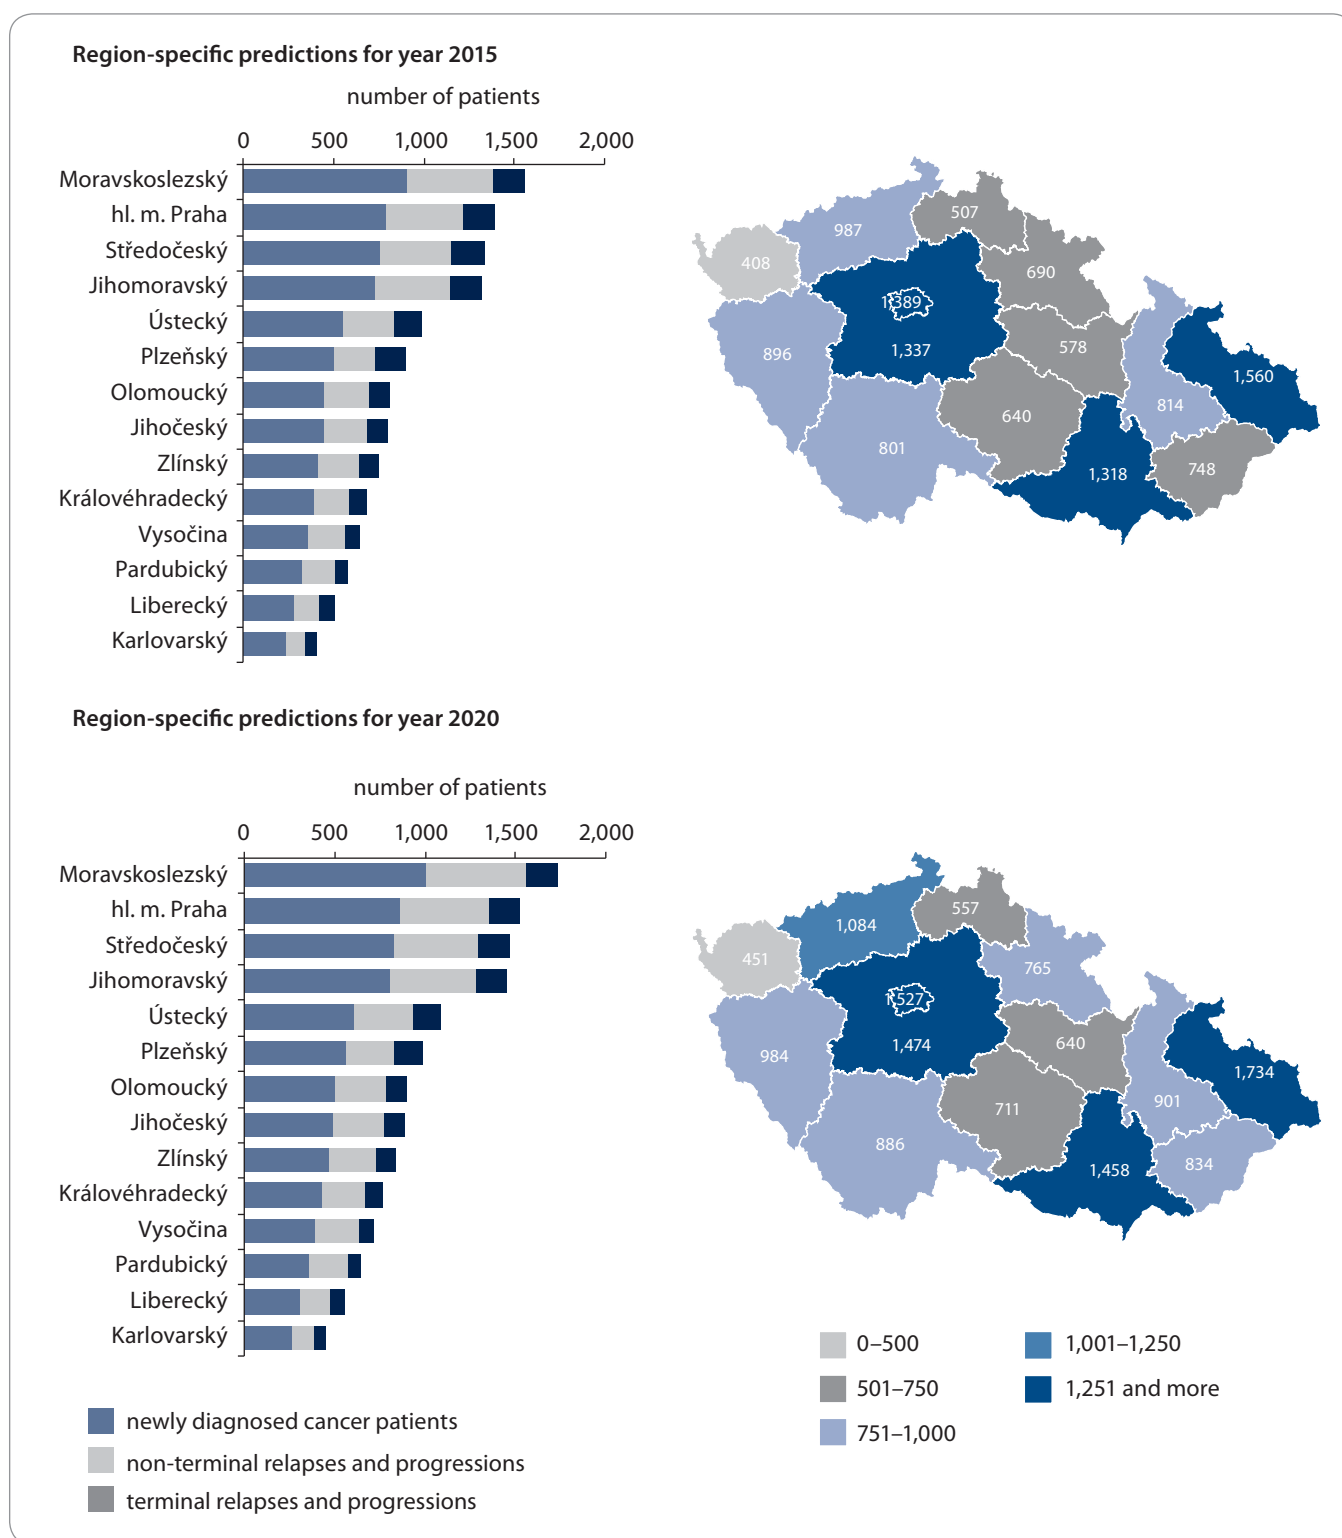 Region-specific predictions for year 2015
number of patients
0 500 1,000 1,500 2,000
Moravskoslezský
hl. m. Praha
Středočeský
Jihomoravský
Ústecký
Plzeňský
Olomoucký
Jihočeský
Zlínský
Královéhradecký
Vysočina
Pardubický
Liberecký
Karlovarský
507
987
408
690
1,389
1,337
578
896
1,560
814
640
801
748
1,318
Region-specific predictions for year 2020
number of patients
0 500 1,000 1,500 2,000
Moravskoslezský
hl. m. Praha
Středočeský
Jihomoravský
Ústecký
Plzeňský
Olomoucký
Jihočeský
Zlínský
Královéhradecký
Vysočina
Pardubický
Liberecký
Karlovarský
557
1,084
451
765
1,527
1,474
640
984
1,734
901
711
886
834
1,458
newly diagnosed cancer patients
non-terminal relapses and progressions
terminal relapses and progressions
0–500
501–750
751–1,000
1,001–1,250
1,251 and more